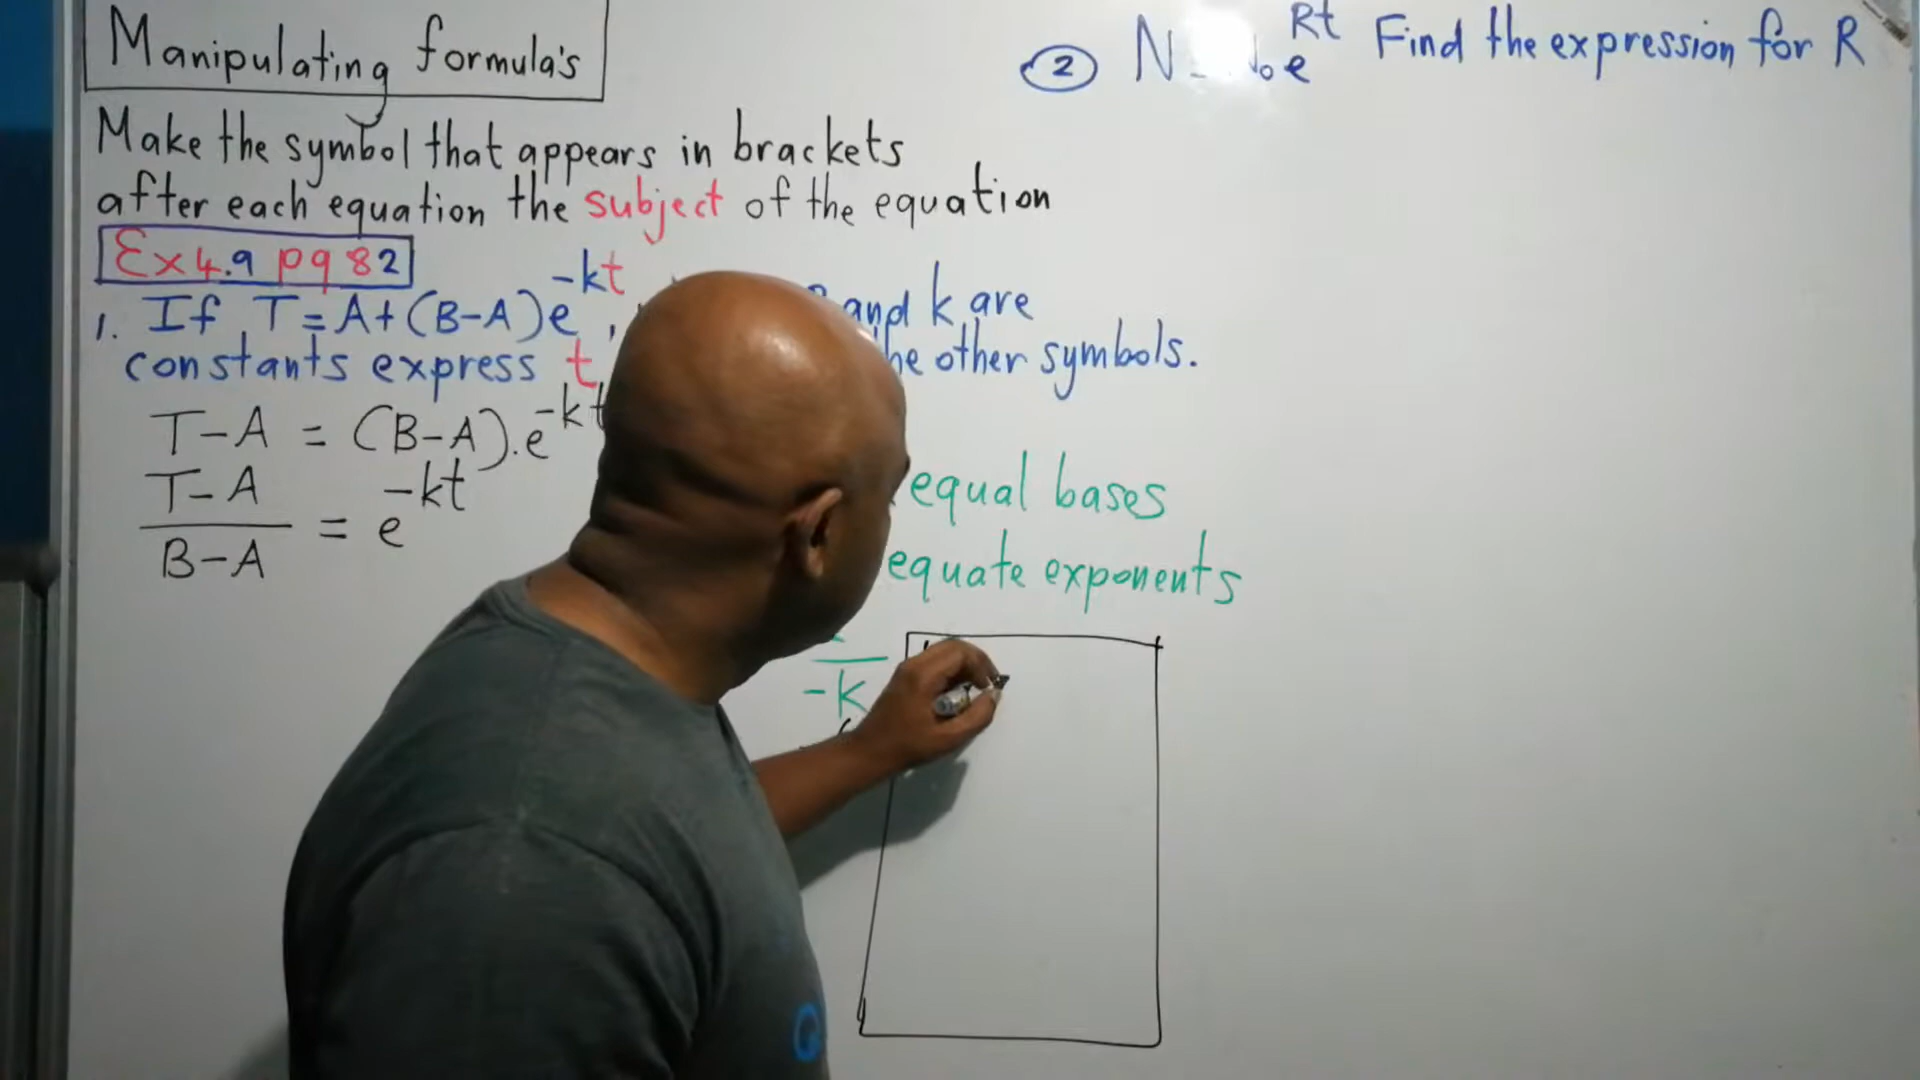 Manipulating formula's
Make the symbol that appears in brackets
after each equation the subject of the equation
Ex 4.9 pg 82
1. If T = A + (B-A)e^-kt, and k are
constants express t he other symbols.
T-A = (B-A).e^-kt
T-A
B-A
= e^-kt
equal bases
equate exponents
-k
② N = ₀e^Rt Find the expression for R